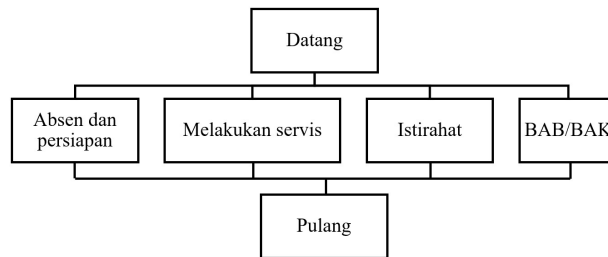 Datang
Absen dan
persiapan
Melakukan servis
Istirahat
BAB/BAK
Pulang